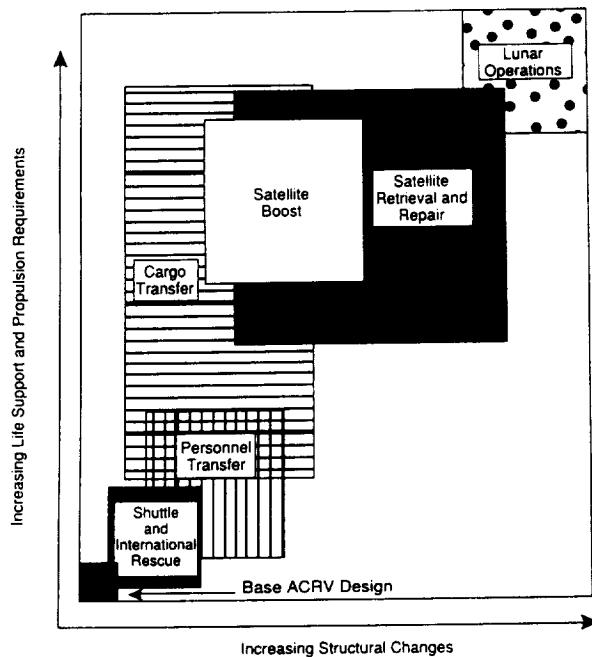 Lunar
Operations
Satellite
Boost
Satellite
Retrieval and
Repair
Cargo
Transfer
Personnel
Transfer
Shuttle
and
International
Rescue
Base ACRV Design
Increasing Life Support and Propulsion Requirements
Increasing Structural Changes